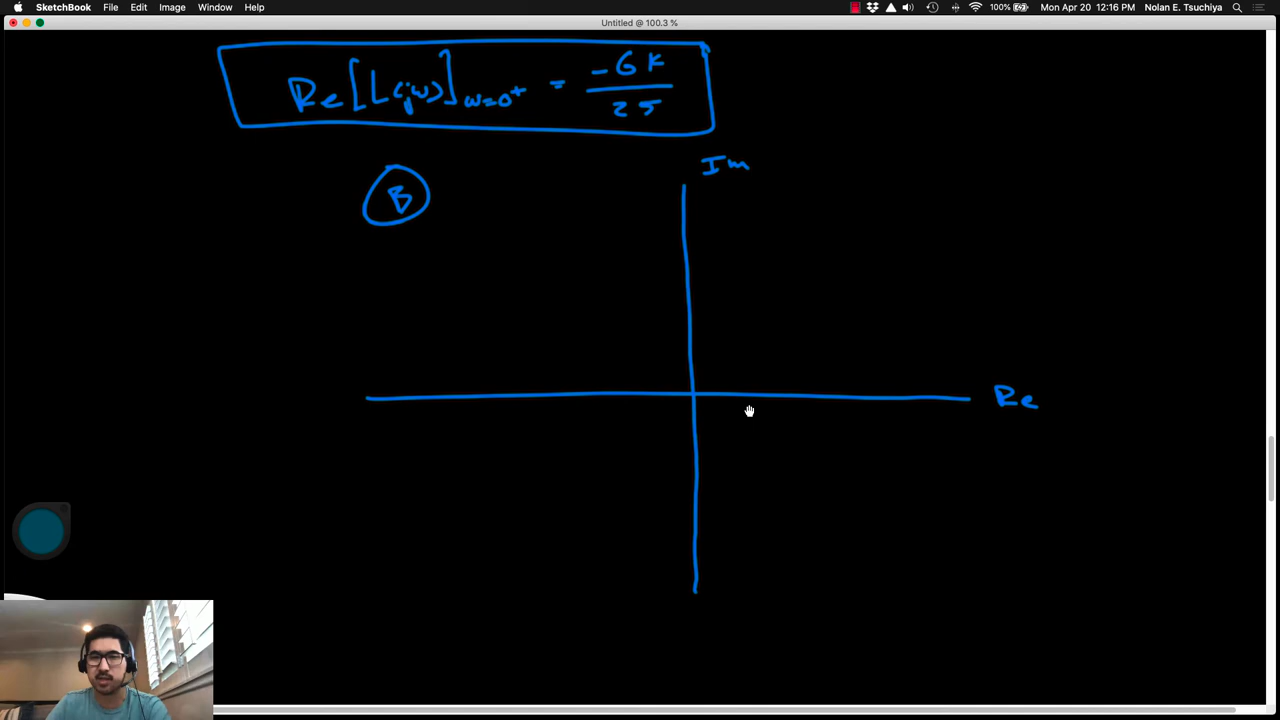 SketchBook File Edit Image Window Help 100% Mon Apr 20 12:16 PM Nolan E. Tsuchiya
Untitled @ 100.3 %
Re[L(jω)]ω=0+ = -6K/25
Im
B
Re